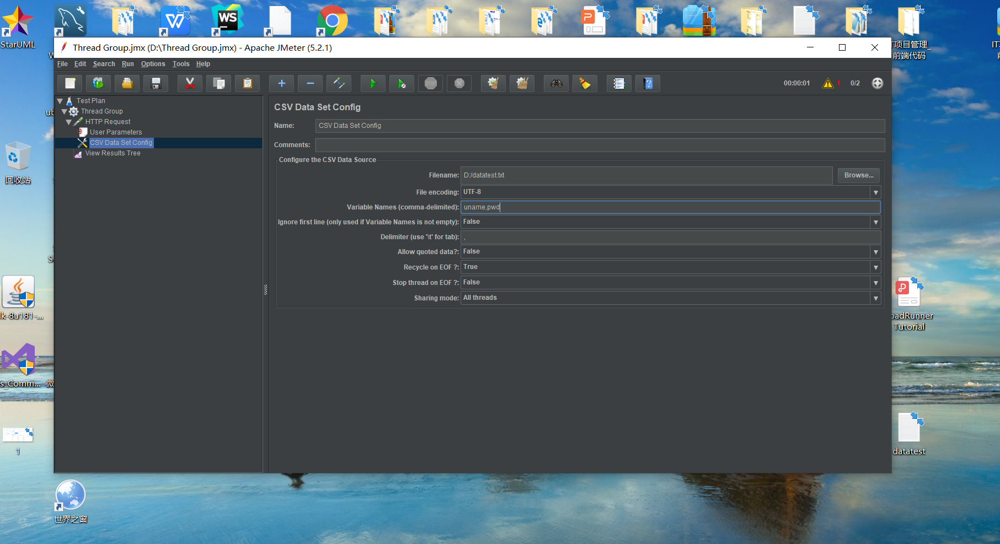 StarUML
W
Thread Group.jmx (D:\Thread Group.jmx) - Apache JMeter (5.2.1)
File Edit Search Run Options Tools Help
00:00:01 1 0/2
Test Plan
Thread Group
HTTP Request
User Parameters
CSV Data Set Config
View Results Tree
CSV Data Set Config
Name: CSV Data Set Config
Comments:
Configure the CSV Data Source
Filename: D:/datatest.txt Browse...
File encoding: UTF-8
Variable Names (comma-delimited): uname,pwd
Ignore first line (only used if Variable Names is not empty): False
Delimiter (use '\t' for tab): ,
Allow quoted data?: False
Recycle on EOF ?: True
Stop thread on EOF ?: False
Sharing mode: All threads
项目管理_
前端代码
IT
ub
回收站
S
lk-8u181-...
s_Comm...
微
1
世界之窗
oadRunner
Tutorial
datatest
WS
STOP
360